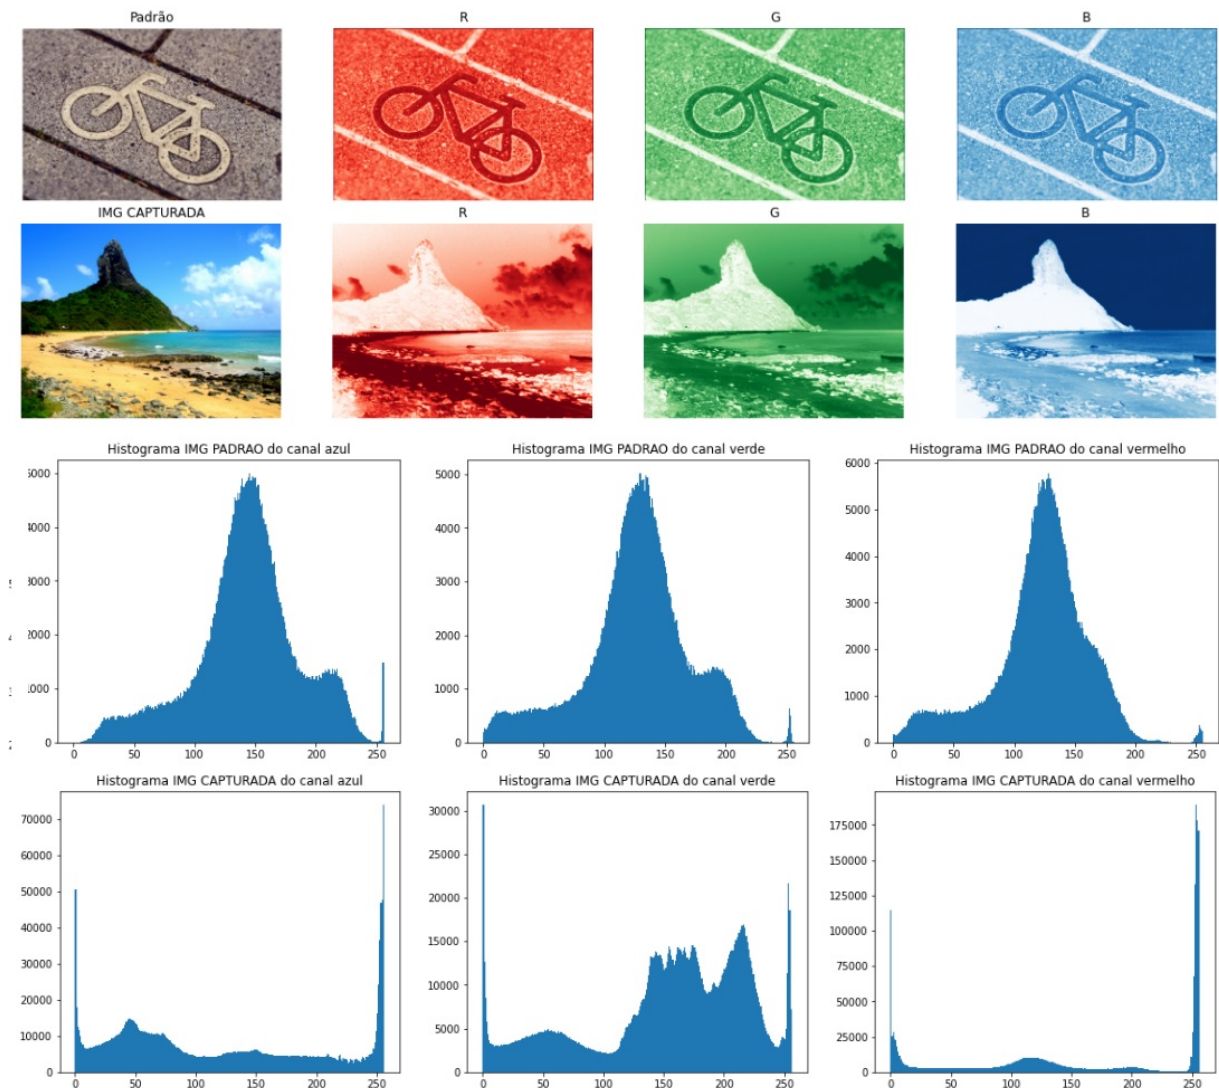 Padrão R G B
IMG CAPTURADA R G B
Histograma IMG PADRAO do canal azul Histograma IMG PADRAO do canal verde Histograma IMG PADRAO do canal vermelho
5000 5000 6000
4000 4000 5000
3000 3000 4000
2000 2000 3000
1000 1000 2000
0 0 1000
0
0 50 100 150 200 250 0 50 100 150 200 250 0 50 100 150 200 250
Histograma IMG CAPTURADA do canal azul Histograma IMG CAPTURADA do canal verde Histograma IMG CAPTURADA do canal vermelho
70000 30000 175000
60000 25000 150000
50000 20000 125000
40000 15000 100000
30000 10000 75000
20000 5000 50000
10000 0 25000
0 0
0 50 100 150 200 250 0 50 100 150 200 250 0 50 100 150 200 250